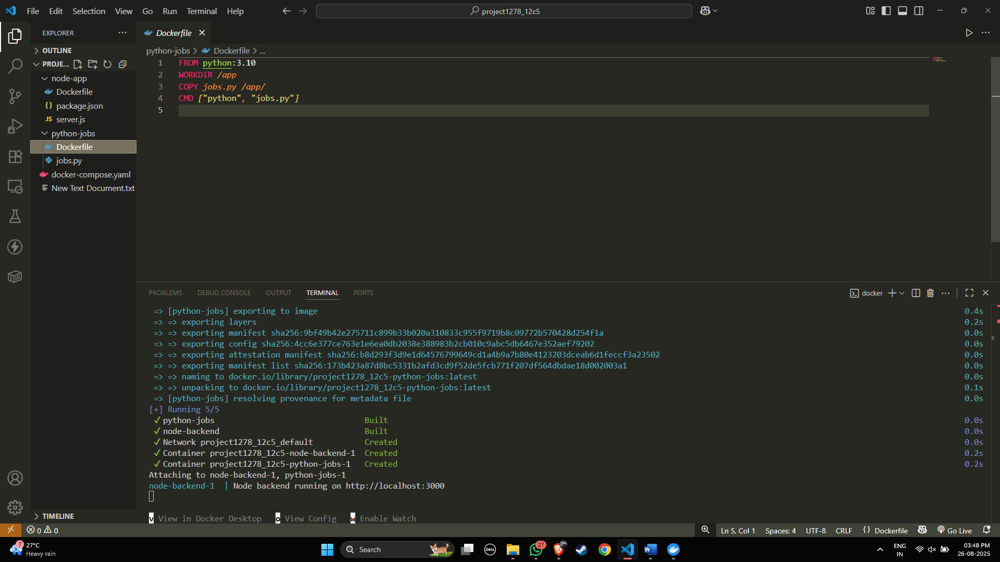 File Edit Selection View Go Run Terminal Help
project1278_12c5
EXPLORER
OUTLINE
PROJE...
node-app
Dockerfile
package.json
server.js
python-jobs
Dockerfile
jobs.py
docker-compose.yaml
New Text Document.txt
TIMELINE
Dockerfile
python-jobs > Dockerfile > ...
1 FROM python:3.10
2 WORKDIR /app
3 COPY jobs.py /app/
4 CMD ["python", "jobs.py"]
5
PROBLEMS DEBUG CONSOLE OUTPUT TERMINAL PORTS
docker
=> [python-jobs] exporting to image 0.4s
=> => exporting layers 0.2s
=> => exporting manifest sha256:9bf49b42e275711c899b33b020a310833c955f9719b8c09772b570428d254f1a 0.0s
=> => exporting config sha256:4cc6e377ce763e1e6ea0db2038e388983b2cb010c9abc5db6467e352aef79202 0.0s
=> => exporting attestation manifest sha256:b8d293f3d9e1d64576799649cd1a4b9a7b80e4123203dceab6d1feccf3a23502 0.0s
=> => exporting manifest list sha256:173b423a87d8bc5331b2afd3cd9f52de5fcb771f207df564dbdae18d002003a1 0.0s
=> => naming to docker.io/library/project1278_12c5-python-jobs:latest 0.0s
=> => unpacking to docker.io/library/project1278_12c5-python-jobs:latest 0.1s
=> [python-jobs] resolving provenance for metadata file 0.0s
[+] Running 5/5
✓ python-jobs Built 0.0s
✓ node-backend Built 0.0s
✓ Network project1278_12c5_default Created 0.0s
✓ Container project1278_12c5-node-backend-1 Created 0.2s
✓ Container project1278_12c5-python-jobs-1 Created 0.2s
Attaching to node-backend-1, python-jobs-1
node-backend-1 | Node backend running on http://localhost:3000
v View in Docker Desktop o View Config w Enable Watch
0 0
Ln 5, Col 1 Spaces: 4 UTF-8 CRLF {} Dockerfile Go Live
7
27°C
Heavy rain
Search
DELL
27
ENG
IN
03:48 PM
26-08-2025